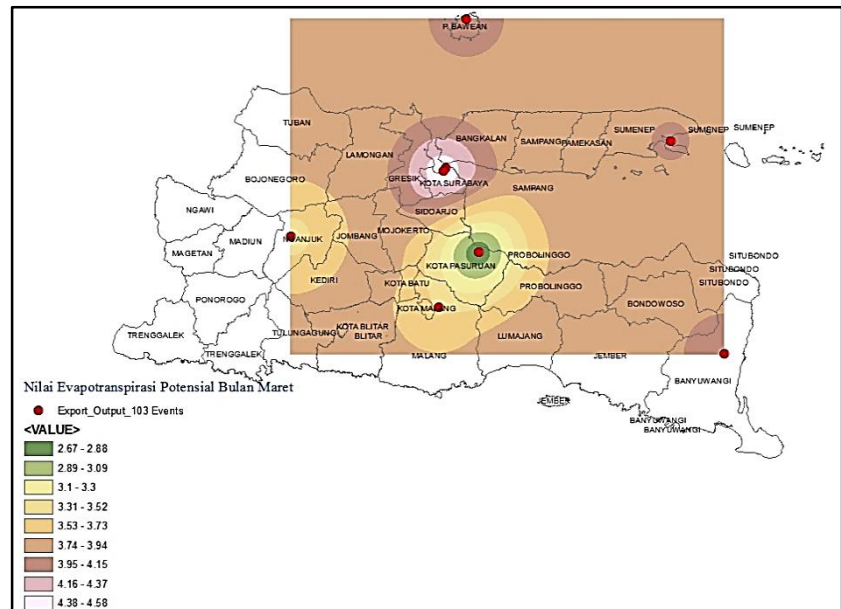 P. BAWEAN
TUBAN
BANGKALAN
SAMPANG
PAMEKASAN
SUMENEP
SUMENEP
SUMENEP
LAMONGAN
GRESIK
KOTA SURABAYA
BOJONEGORO
SAMPANG
NGAWI
SIDOARJO
MADIUN
NGANJUK
JOMBANG
MOJOKERTO
MAGETAN
KOTA PASURUAN
PROBOLINGGO
SITUBONDO
SITUBONDO
SITUBONDO
KEDIRI
KOTA BATU
PROBOLINGGO
PONOROGO
KOTA MALANG
BONDOWOSO
TRENGGALEK
TULUNGAGUNG
KOTA BLITAR
BLITAR
LUMAJANG
TRENGGALEK
MALANG
JEMBER
BANYUWANGI
JEMBER
BANYUWANGI
BANYUWANGI
Nilai Evapotranspirasi Potensial Bulan Maret
Export_Output_103 Events
<VALUE>
2.67 - 2.88
2.89 - 3.09
3.1 - 3.3
3.31 - 3.52
3.53 - 3.73
3.74 - 3.94
3.95 - 4.15
4.16 - 4.37
4.38 - 4.58